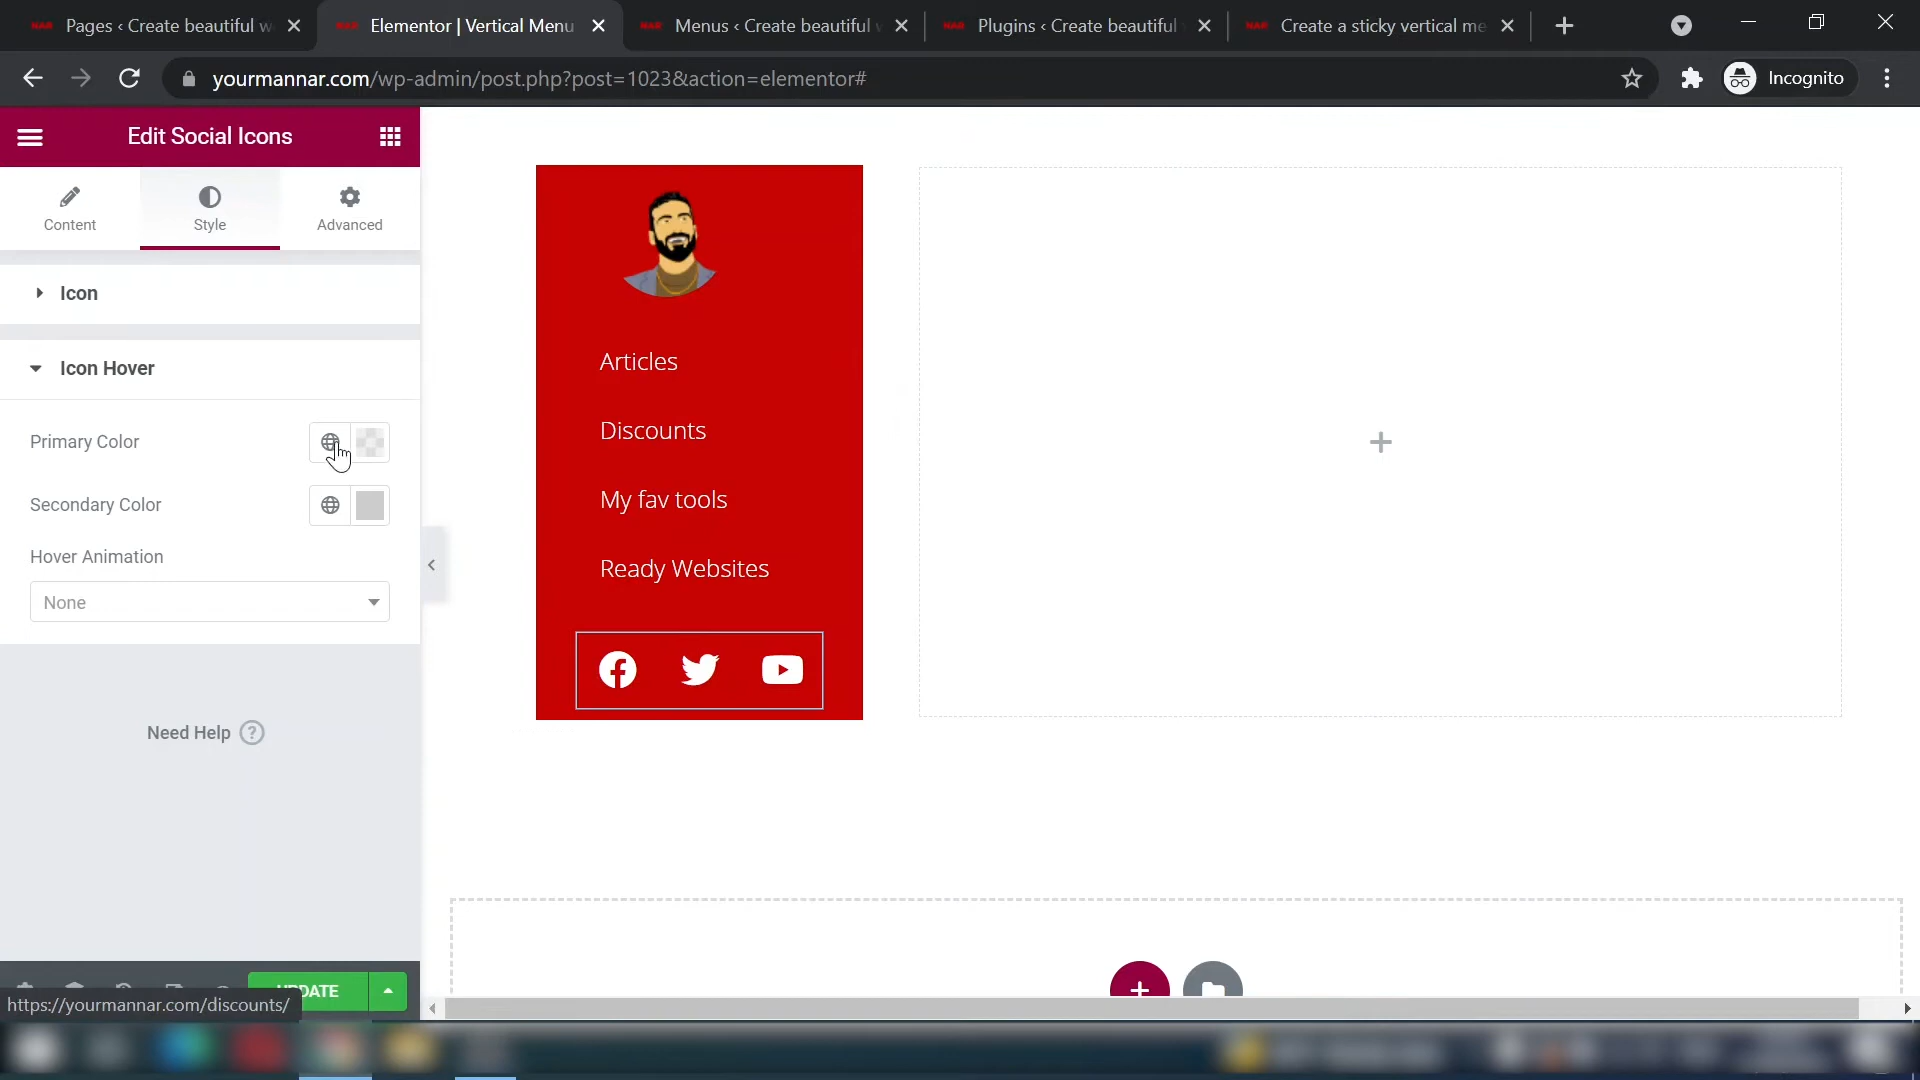 Pages ‹ Create beautiful w
Elementor | Vertical Menu
Menus ‹ Create beautiful
Plugins ‹ Create beautiful
Create a sticky vertical me
yourmannar.com/wp-admin/post.php?post=1023&action=elementor#
Incognito
Edit Social Icons
Content
Style
Advanced
Icon
Icon Hover
Primary Color
Secondary Color
Hover Animation
None
Need Help
Articles
Discounts
My fav tools
Ready Websites
https://yourmannar.com/discounts/